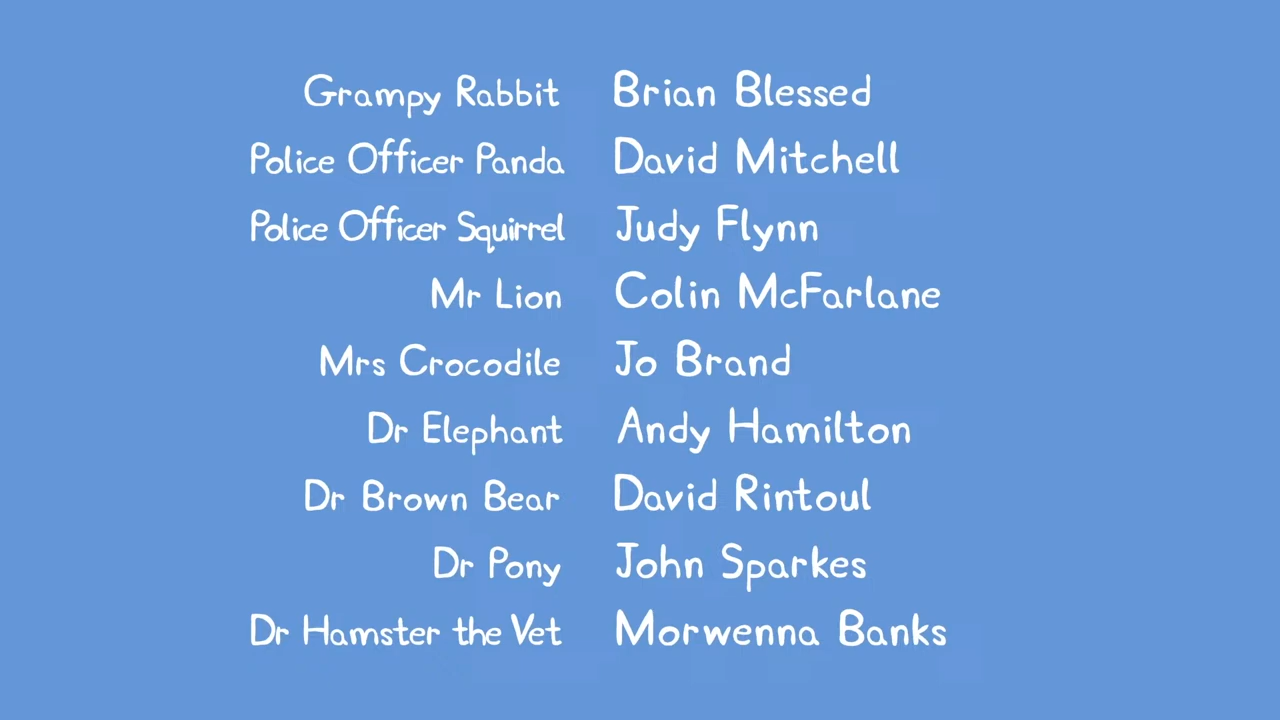 Grampy Rabbit Brian Blessed
Police Officer Panda David Mitchell
Police Officer Squirrel Judy Flynn
Mr Lion Colin McFarlane
Mrs Crocodile Jo Brand
Dr Elephant Andy Hamilton
Dr Brown Bear David Rintoul
Dr Pony John Sparkes
Dr Hamster the Vet Morwenna Banks